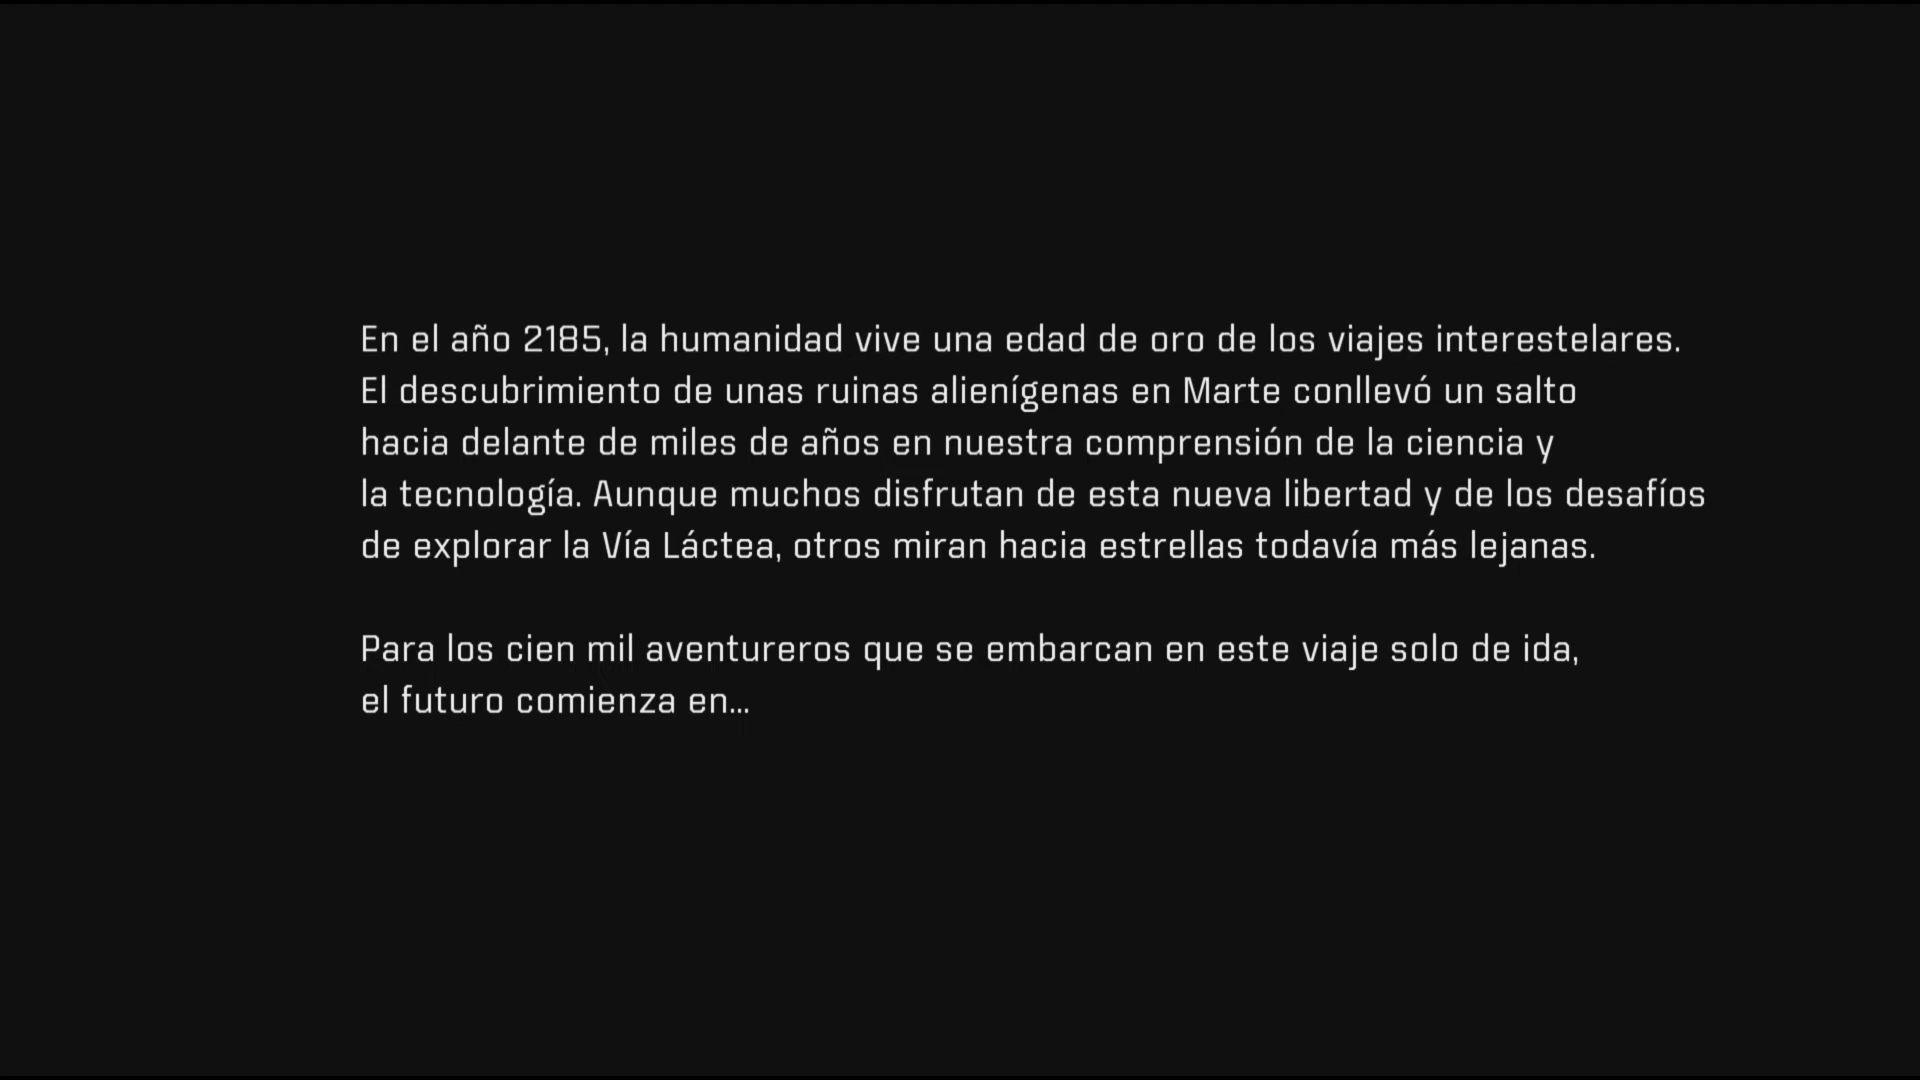 En el año 2185, la humanidad vive una edad de oro de los viajes interestelares.
El descubrimiento de unas ruinas alienígenas en Marte conllevó un salto
hacia delante de miles de años en nuestra comprensión de la ciencia y
la tecnología. Aunque muchos disfrutan de esta nueva libertad y de los desafíos
de explorar la Vía Láctea, otros miran hacia estrellas todavía más lejanas.
Para los cien mil aventureros que se embarcan en este viaje solo de ida,
el futuro comienza en...